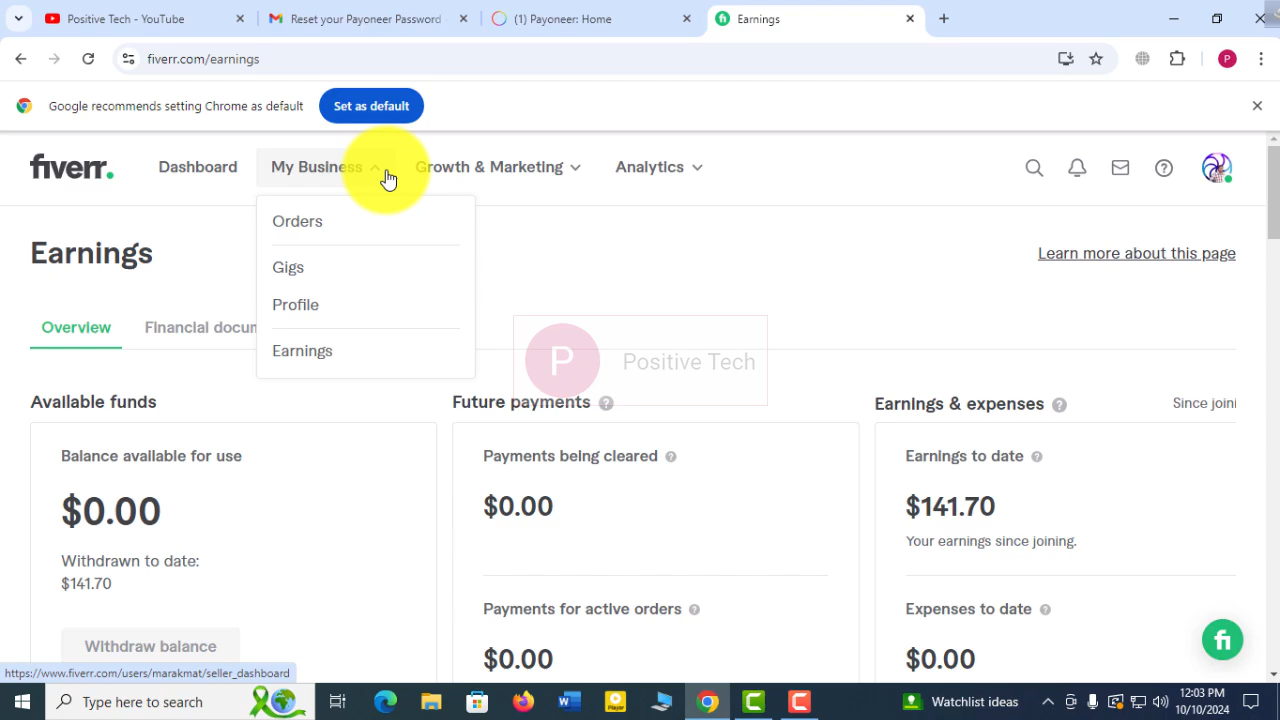 Positive Tech - YouTube
Reset your Payoneer Password
(1) Payoneer: Home
Earnings
fiverr.com/earnings
P
Google recommends setting Chrome as default
Set as default
fiverr.
Dashboard
My Business
Growth & Marketing
Analytics
Orders
Gigs
Profile
Earnings
Earnings
Learn more about this page
Overview
Financial docum
P
Positive Tech
Available funds
Balance available for use
$0.00
Withdrawn to date:
$141.70
Withdraw balance
Future payments
Payments being cleared
$0.00
Payments for active orders
$0.00
Earnings & expenses
Since joini
Earnings to date
$141.70
Your earnings since joining.
Expenses to date
$0.00
fi
https://www.fiverr.com/users/marakmat/seller_dashboard
Type here to search
Player
Watchlist ideas
12:03 PM
10/10/2024